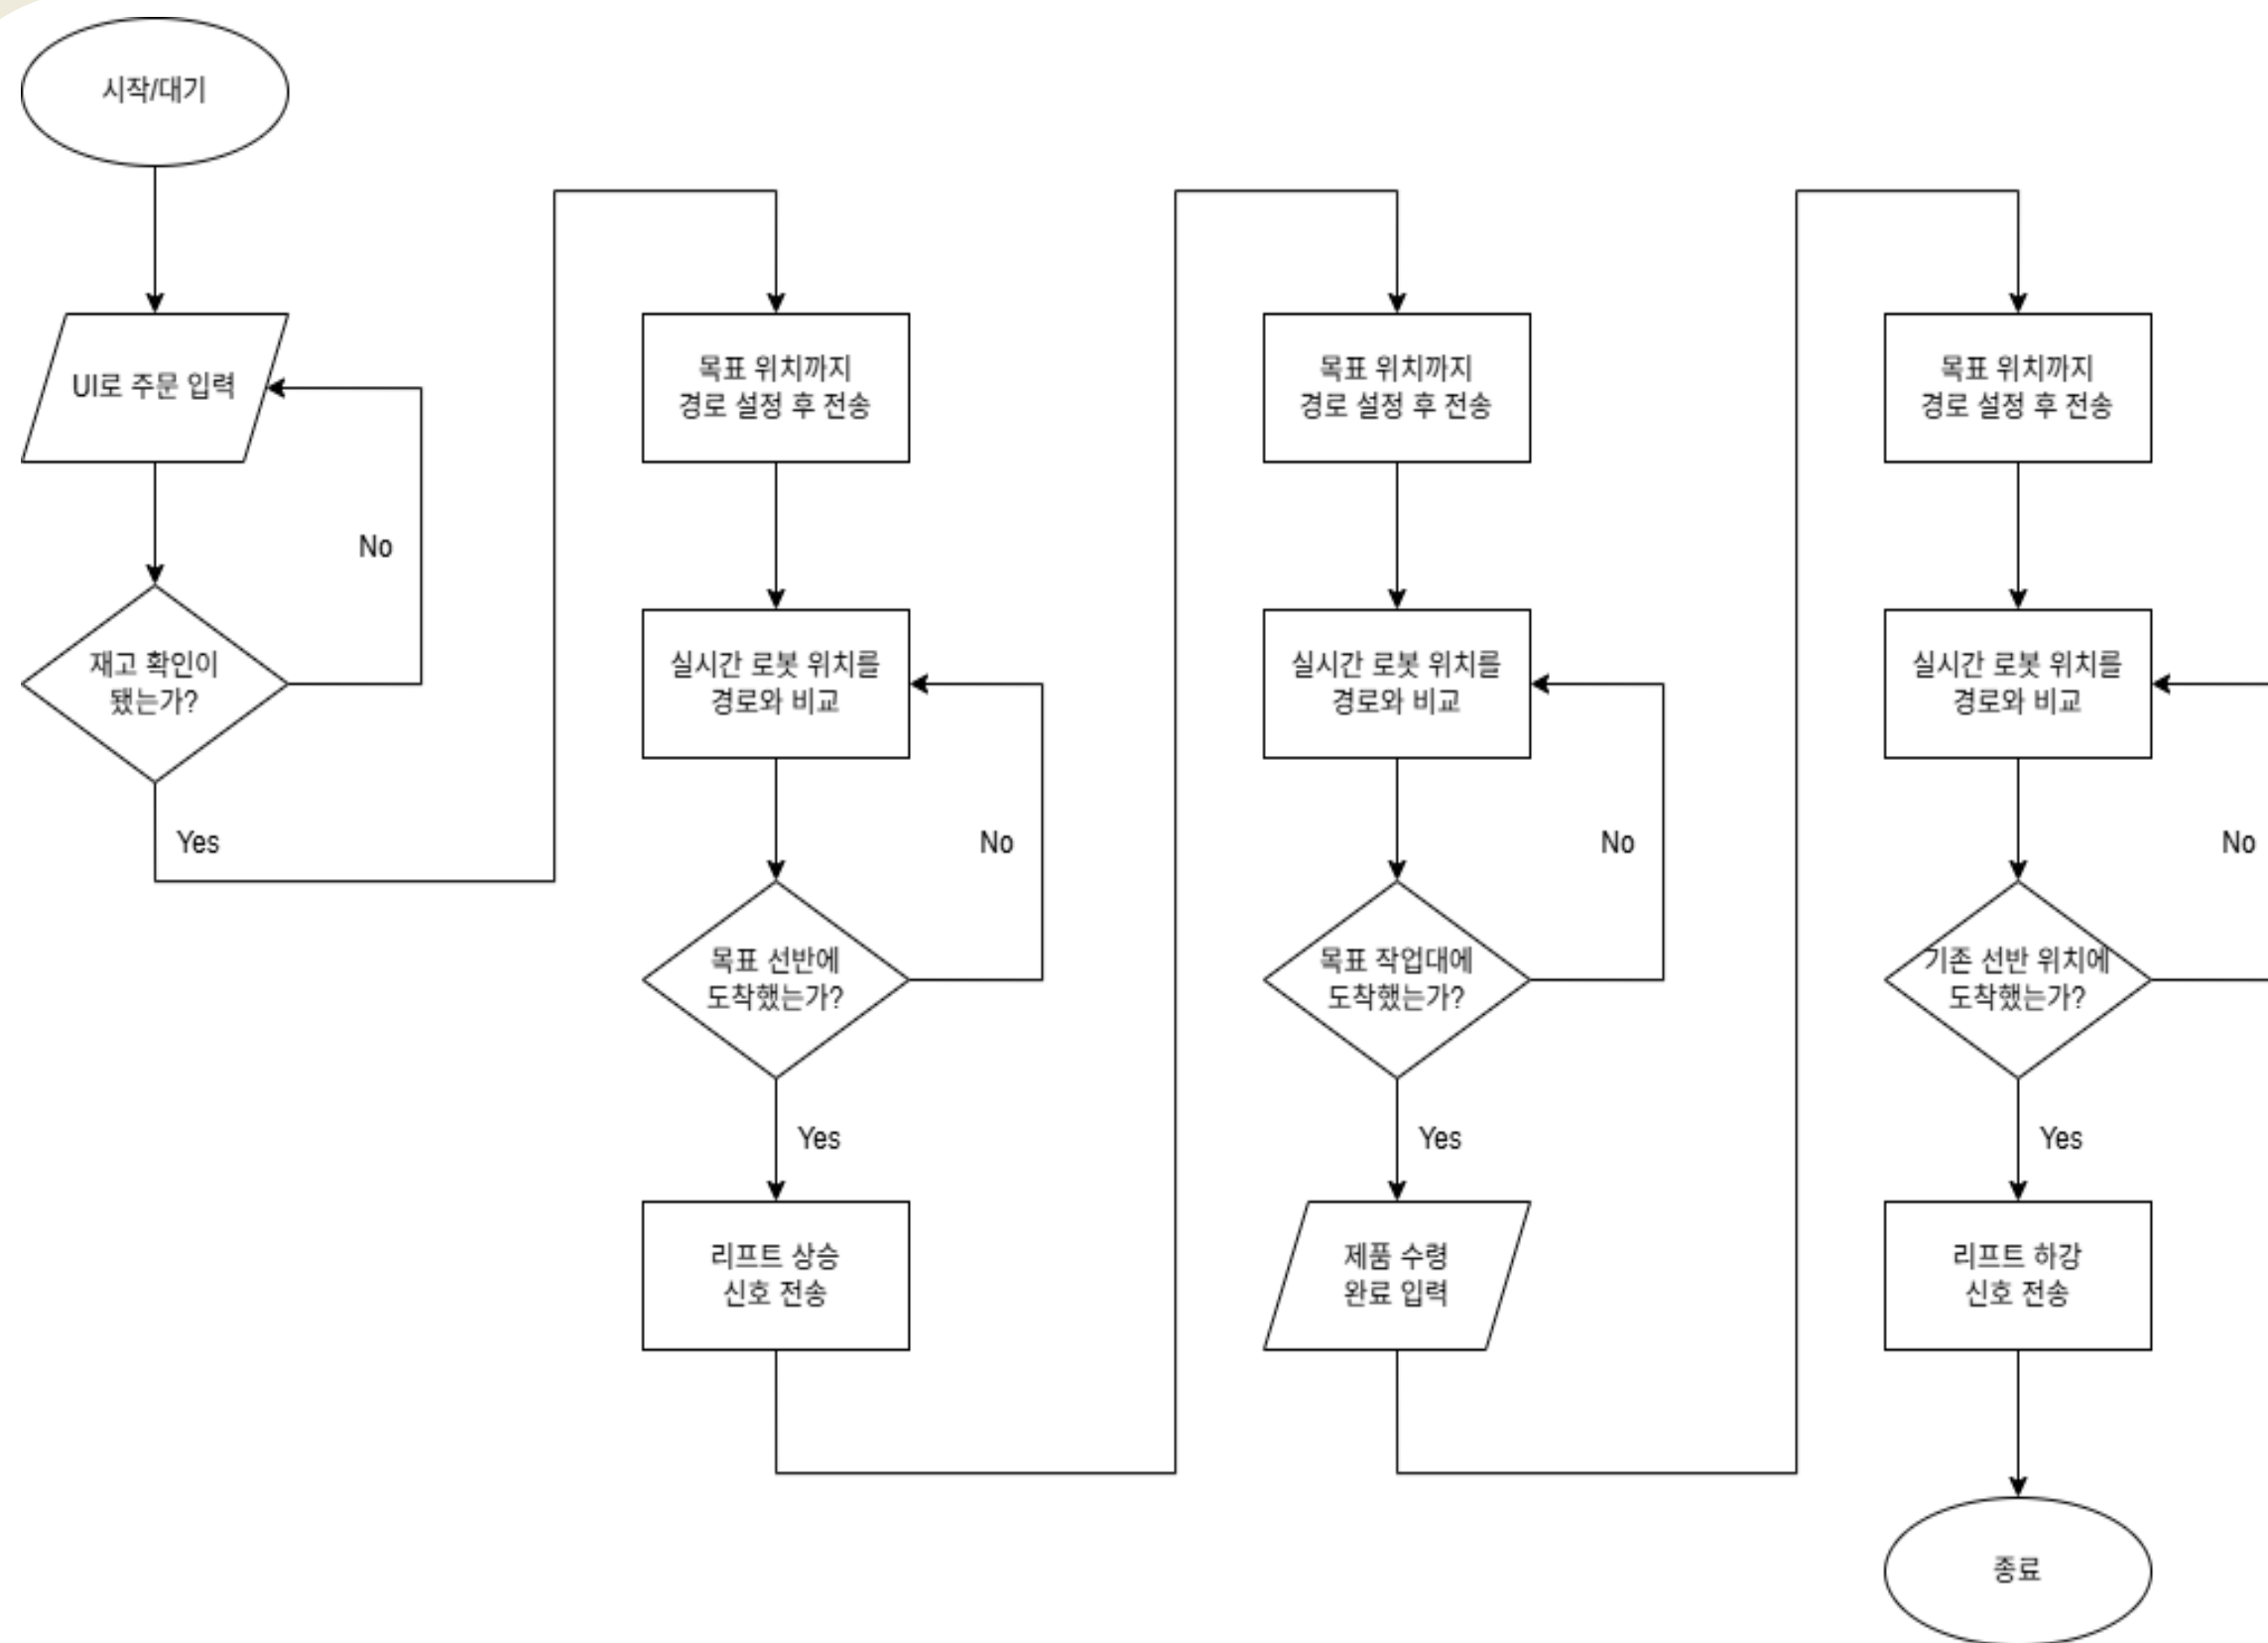 시작/대기
UI로 주문 입력
No
재고 확인이
됐는가?
Yes
목표 위치까지
경로 설정 후 전송
실시간 로봇 위치를
경로와 비교
No
목표 선반에
도착했는가?
Yes
리프트 상승
신호 전송
목표 위치까지
경로 설정 후 전송
실시간 로봇 위치를
경로와 비교
No
목표 작업대에
도착했는가?
Yes
제품 수령
완료 입력
목표 위치까지
경로 설정 후 전송
실시간 로봇 위치를
경로와 비교
No
기존 선반 위치에
도착했는가?
Yes
리프트 하강
신호 전송
종료